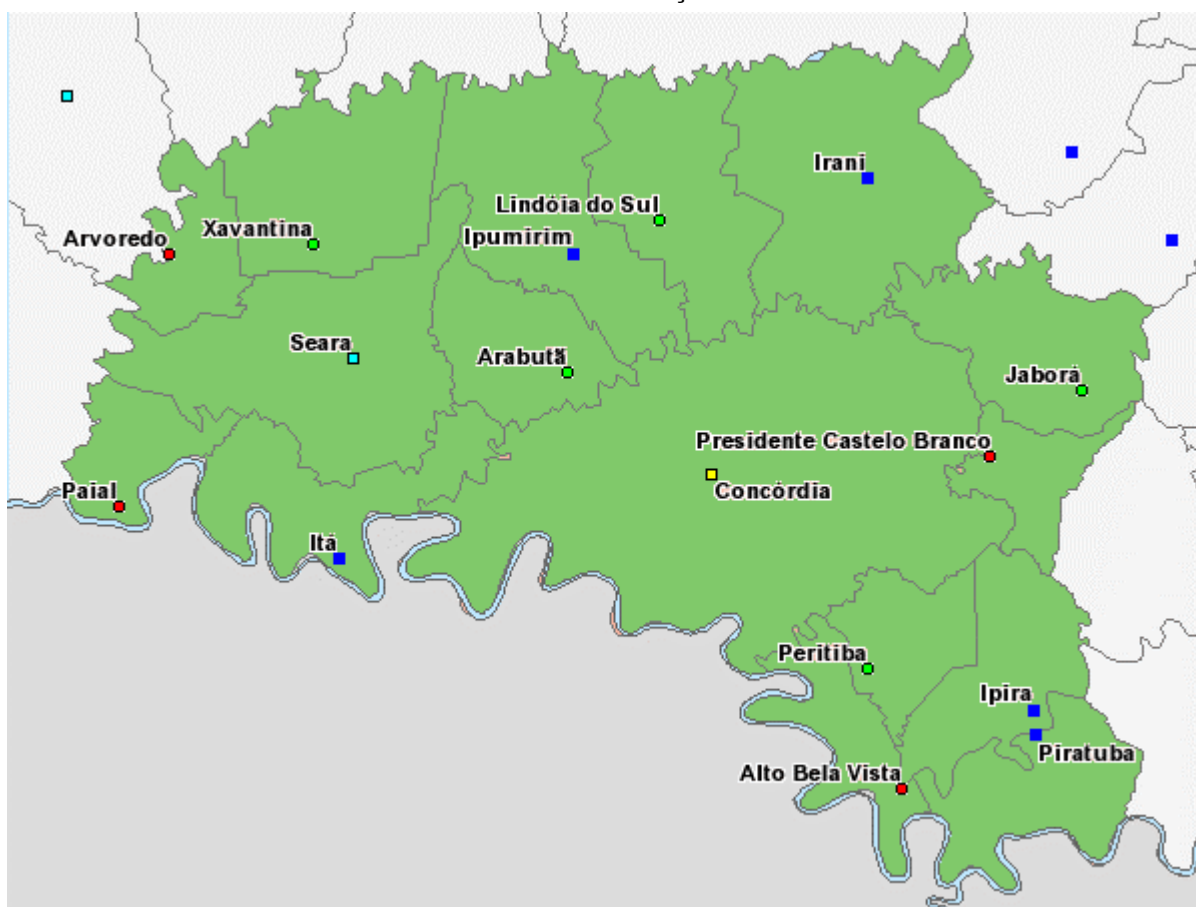 Irani
Lindóia do Sul
Xavantina
Arvoredo
Ipumirim
Seara
Arabutã
Jaborá
Presidente Castelo Branco
Paial
Concórdia
Itá
Peritiba
Ipira
Piratuba
Alto Bela Vista